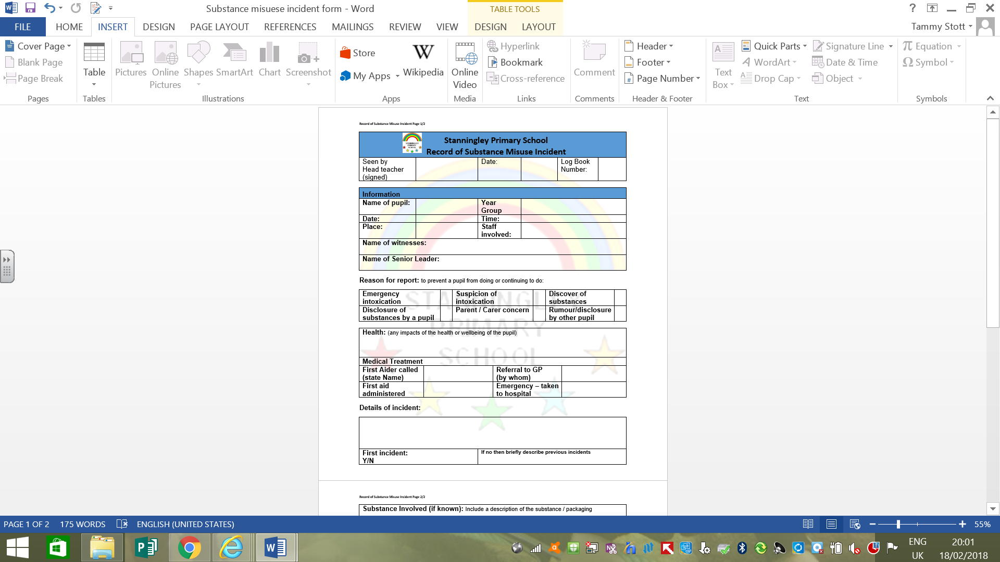 Substance misuese incident form - Word
TABLE TOOLS
FILE HOME INSERT DESIGN PAGE LAYOUT REFERENCES MAILINGS REVIEW VIEW DESIGN LAYOUT
Tammy Stott
Cover Page
Blank Page
Page Break
Pages
Table
Tables
Pictures
Online Pictures
Shapes
SmartArt
Chart
Screenshot
Illustrations
Store
My Apps
Wikipedia
Apps
Online Video
Media
Hyperlink
Bookmark
Cross-reference
Links
Comment
Comments
Header
Footer
Page Number
Header & Footer
Text Box
Quick Parts
WordArt
Drop Cap
Signature Line
Date & Time
Object
Text
Equation
Symbol
Symbols
Record of Substance Misuse Incident Page 1/2
Stanningley Primary School
Record of Substance Misuse Incident
Seen by
Head teacher
(signed)
Date:
Log Book
Number:
Information
Name of pupil:
Year
Group
Date:
Time:
Place:
Staff
involved:
Name of witnesses:
Name of Senior Leader:
Reason for report: to prevent a pupil from doing or continuing to do:
Emergency
intoxication
Suspicion of
intoxication
Discover of
substances
Disclosure of
substances by a pupil
Parent / Carer concern
Rumour/disclosure
by other pupil
STANNINGLEY
PRIMARY
SCHOOL
Health: (any impacts of the health or wellbeing of the pupil)
Medical Treatment
First Aider called
(state Name)
Referral to GP
(by whom)
First aid
administered
Emergency – taken
to hospital
Details of incident:
First incident:
Y/N
If no then briefly describe previous incidents
Record of Substance Misuse Incident Page 2/2
Substance Involved (if known): Include a description of the substance / packaging
PAGE 1 OF 2 175 WORDS ENGLISH (UNITED STATES)
55%
ENG
UK
20:01
18/02/2018